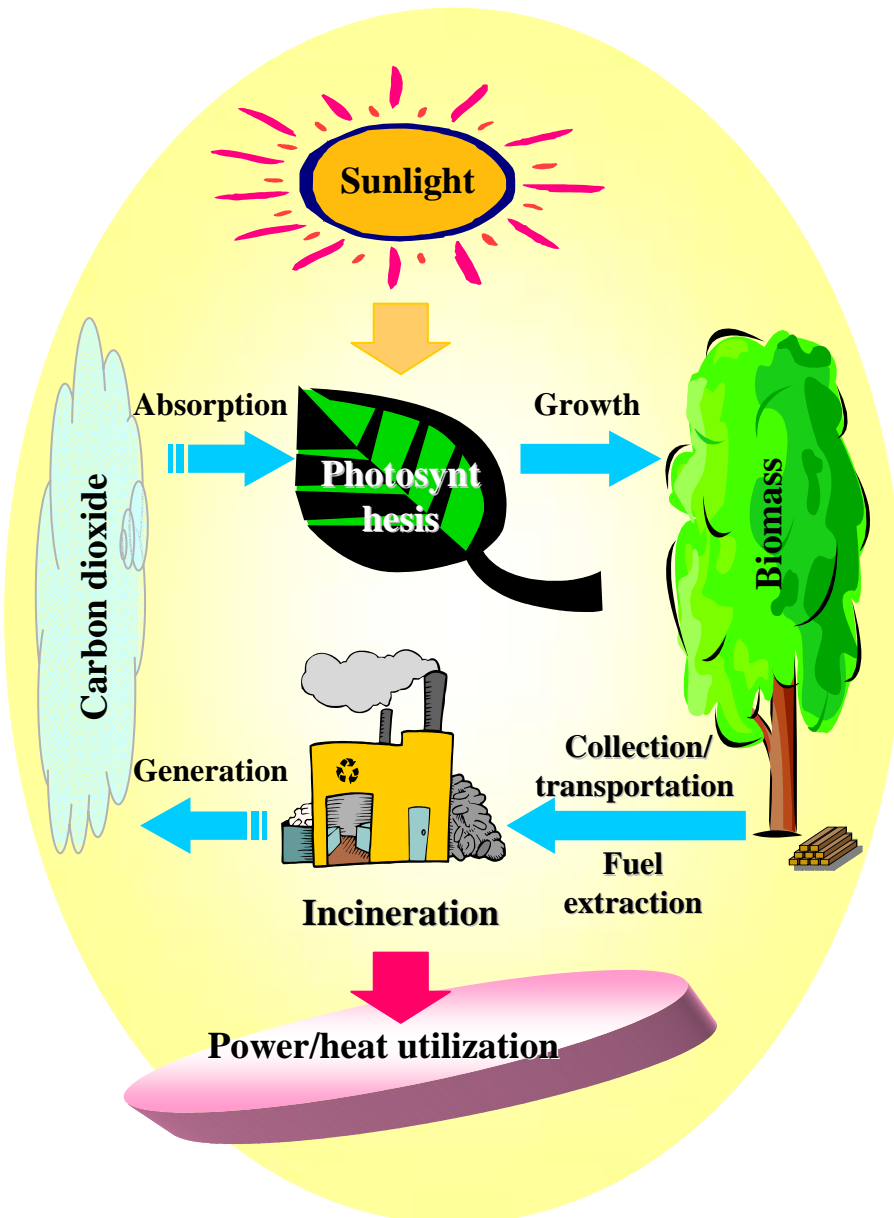 Sunlight
Absorption
Growth
Photosynt
hesis
Carbon dioxide
Biomass
Generation
Collection/
transportation
Fuel
extraction
Incineration
Power/heat utilization